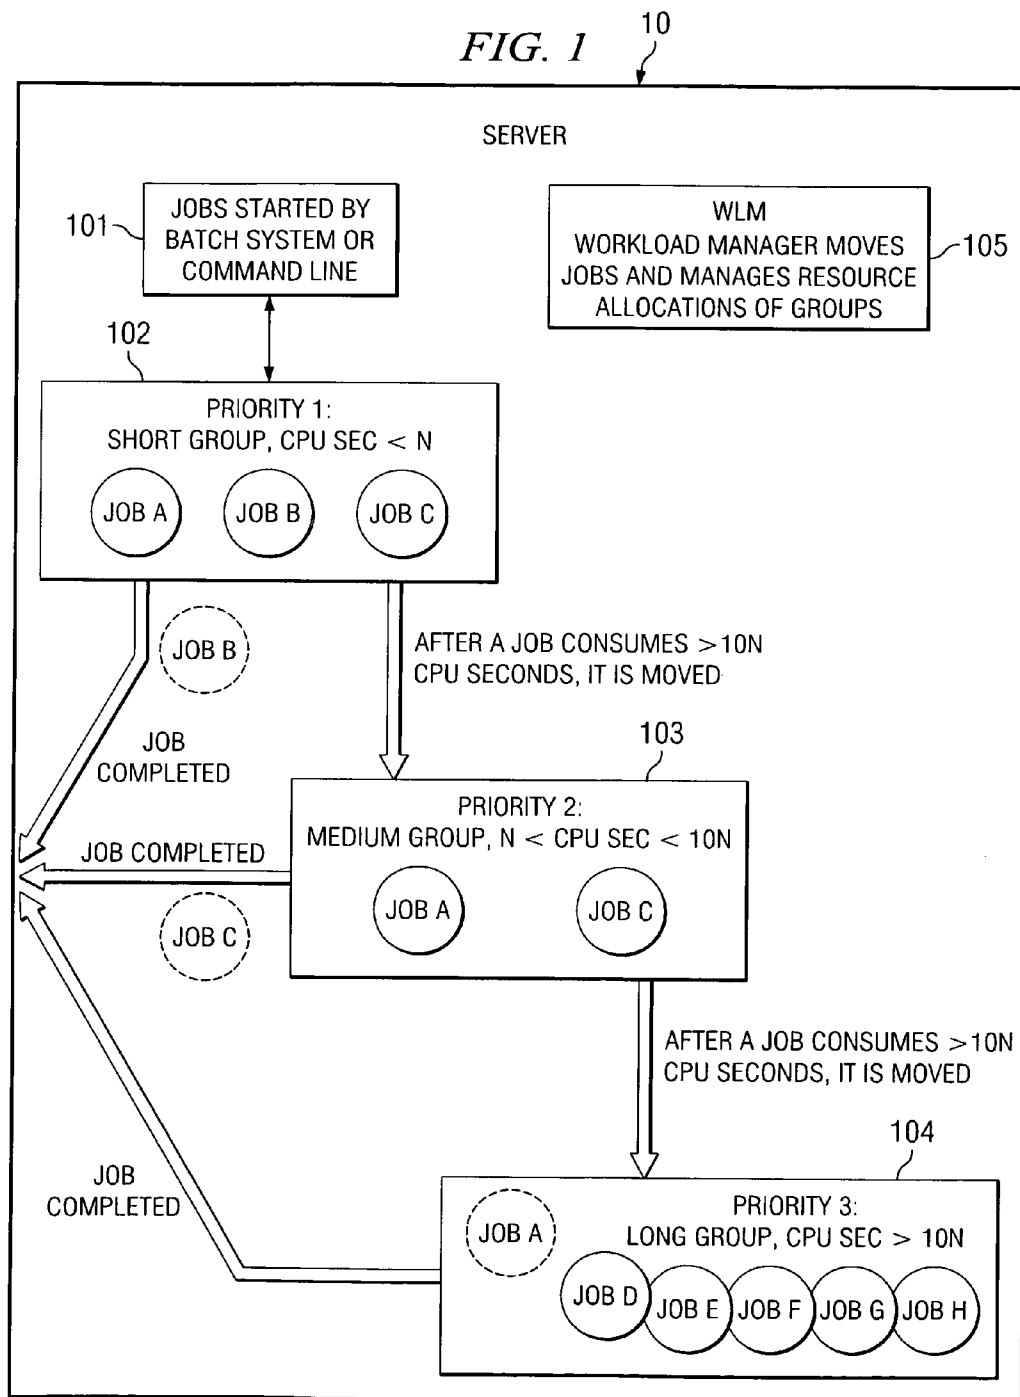 FIG. 1
10
SERVER
101
JOBS STARTED BY
BATCH SYSTEM OR
COMMAND LINE
WLM
WORKLOAD MANAGER MOVES
JOBS AND MANAGES RESOURCE
ALLOCATIONS OF GROUPS
105
102
PRIORITY 1:
SHORT GROUP, CPU SEC < N
JOB A
JOB B
JOB C
JOB B
AFTER A JOB CONSUMES >10N
CPU SECONDS, IT IS MOVED
JOB
COMPLETED
103
PRIORITY 2:
MEDIUM GROUP, N < CPU SEC < 10N
JOB A
JOB C
JOB COMPLETED
JOB C
AFTER A JOB CONSUMES >10N
CPU SECONDS, IT IS MOVED
JOB
COMPLETED
104
PRIORITY 3:
LONG GROUP, CPU SEC > 10N
JOB A
JOB D
JOB E
JOB F
JOB G
JOB H